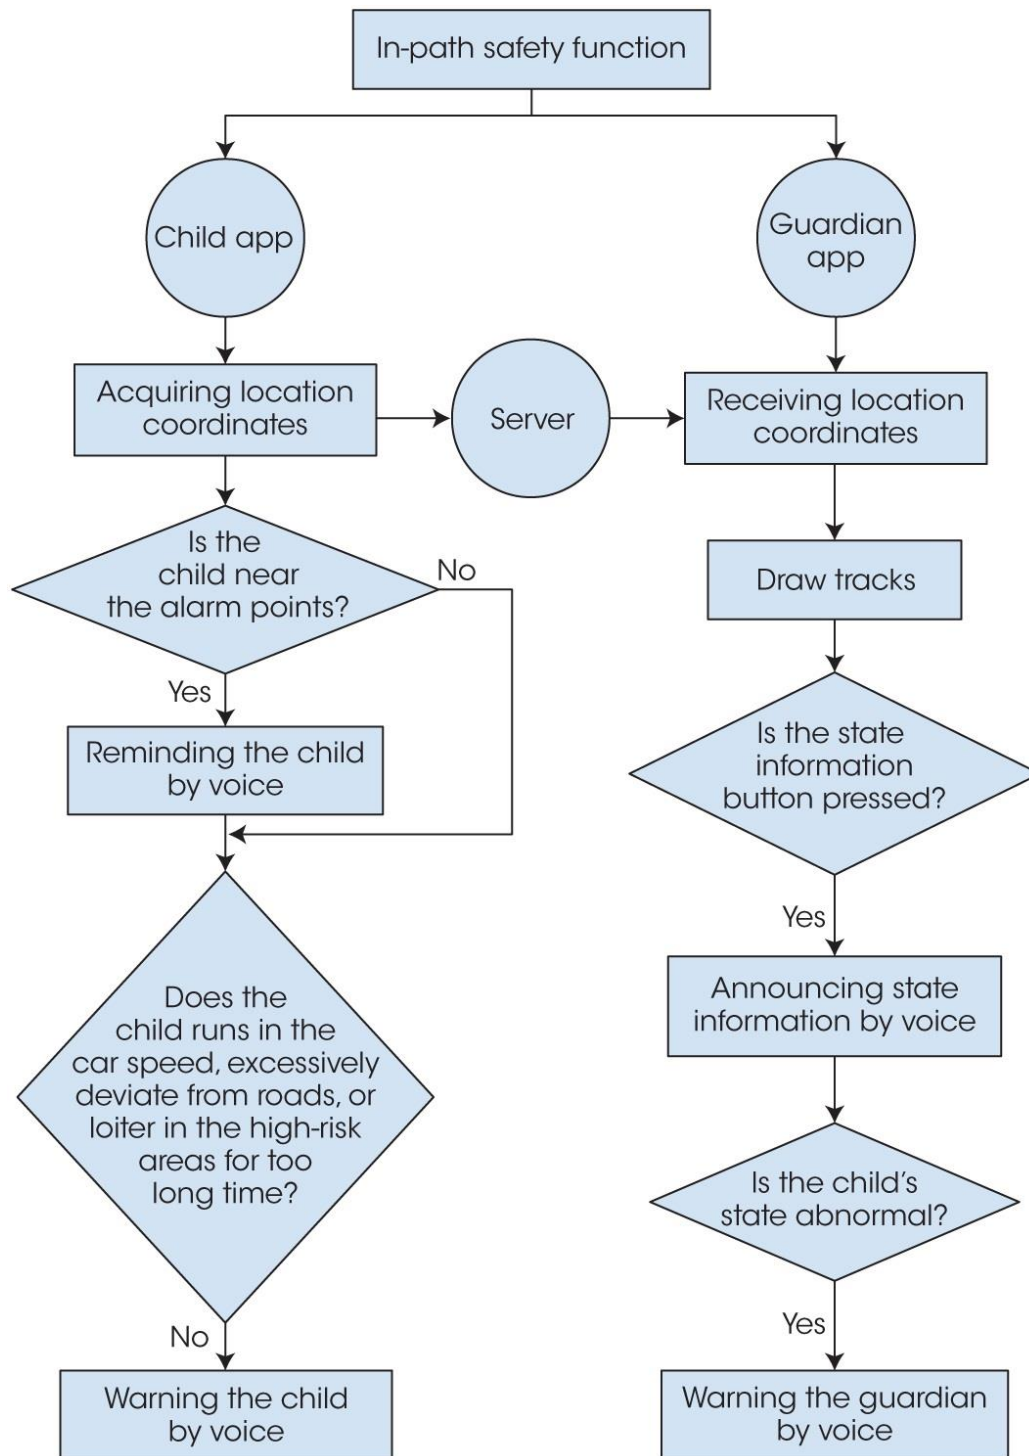 In-path safety function
Child app
Guardian
app
Acquiring location
coordinates
Server
Receiving location
coordinates
Is the
child near
the alarm points?
No
Draw tracks
Yes
Reminding the child
by voice
Is the state
information
button pressed?
Yes
Does the
child runs in the
car speed, excessively
deviate from roads, or
loiter in the high-risk
areas for too
long time?
Announcing state
information by voice
Is the child's
state abnormal?
No
Yes
Warning the child
by voice
Warning the guardian
by voice